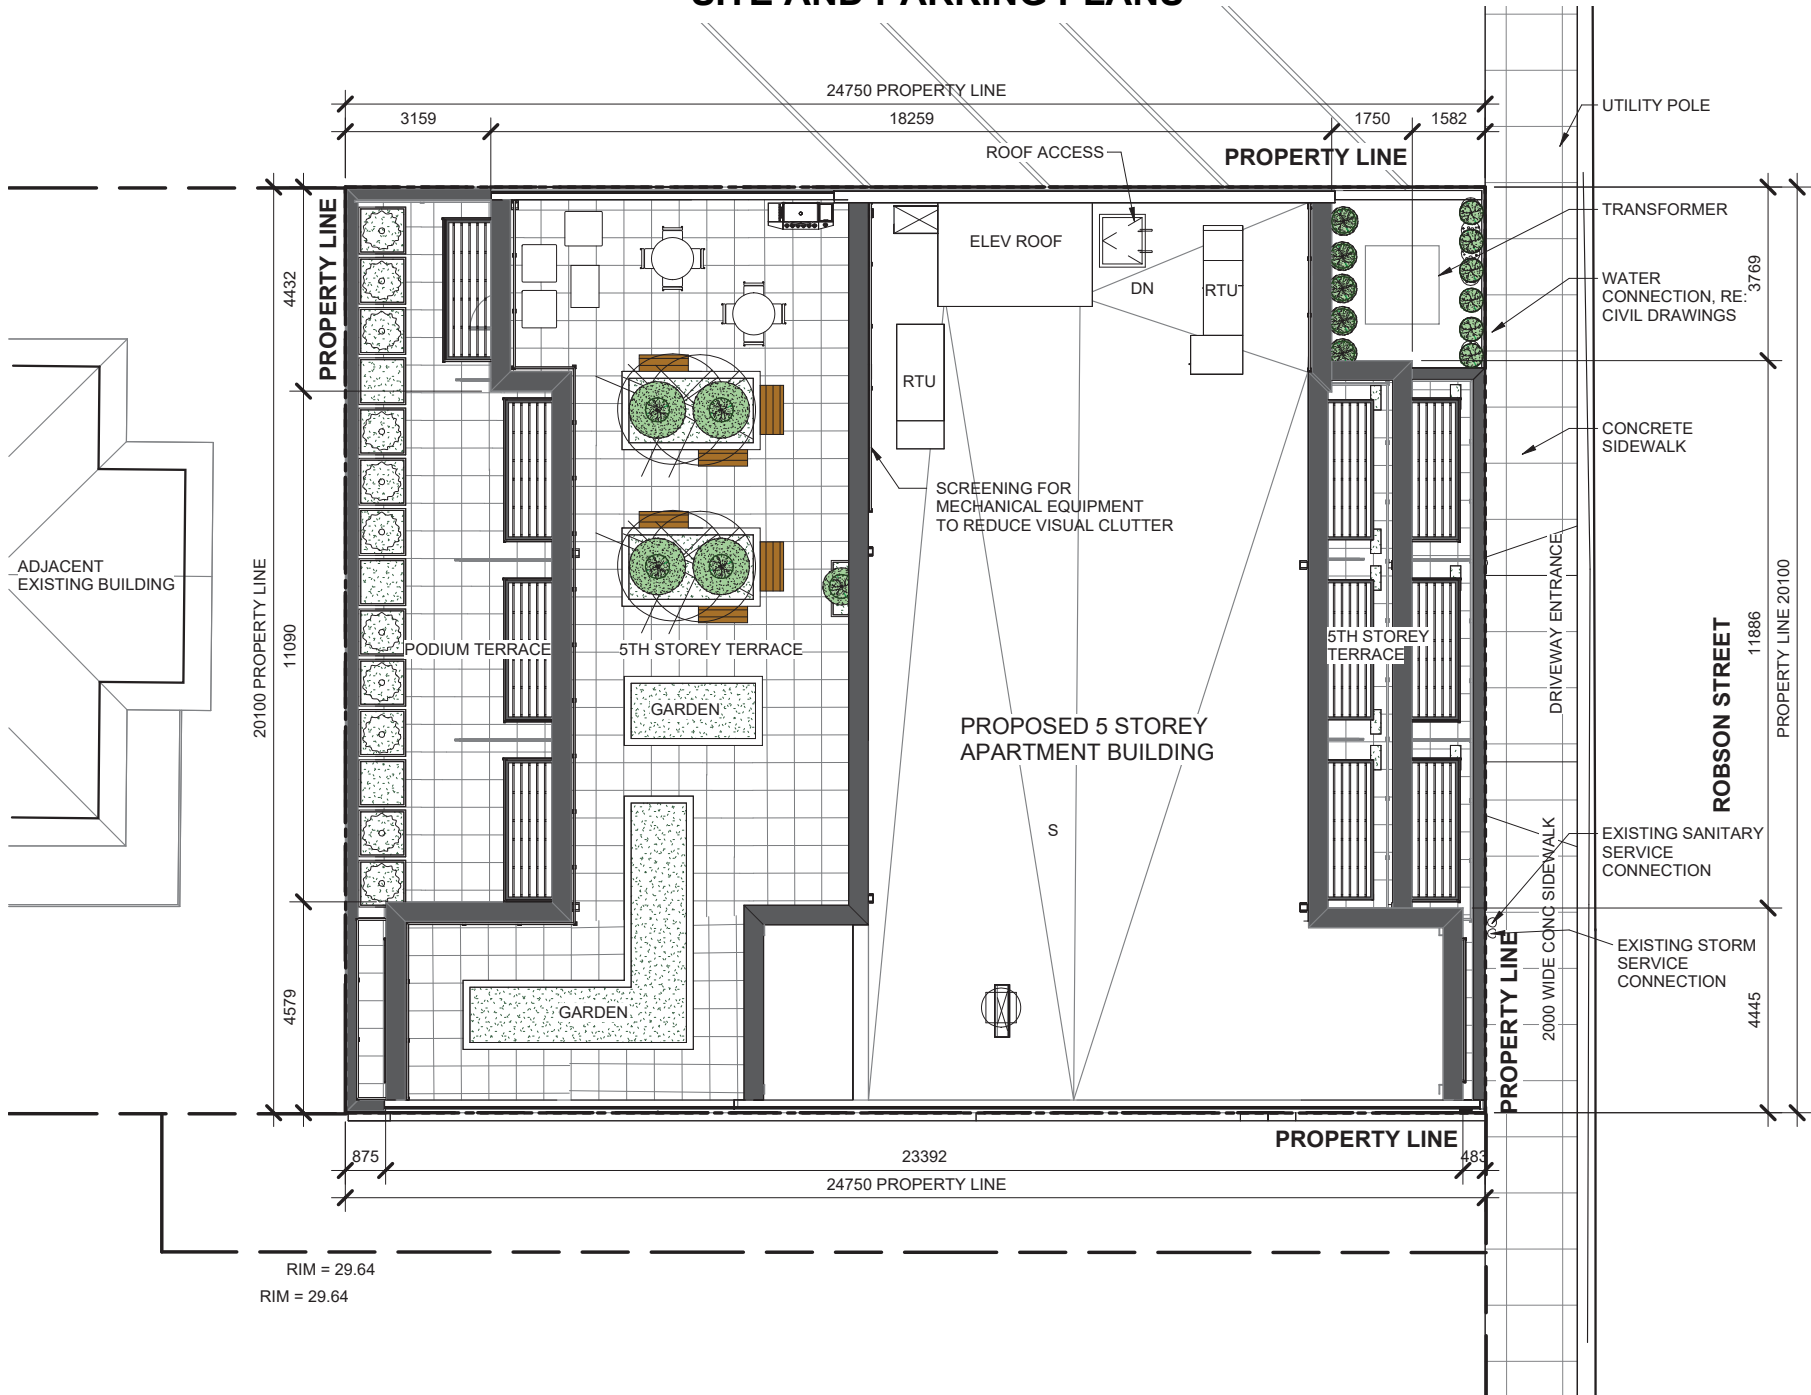 SITE AND PARKING PLANS
24750 PROPERTY LINE
3159
18259
1750
1582
UTILITY POLE
ROOF ACCESS
PROPERTY LINE
PROPERTY LINE
4432
ELEV ROOF
DN
RTU
RTU
TRANSFORMER
WATER
CONNECTION, RE:
CIVIL DRAWINGS
3769
CONCRETE
SIDEWALK
SCREENING FOR
MECHANICAL EQUIPMENT
TO REDUCE VISUAL CLUTTER
ADJACENT
EXISTING BUILDING
20100 PROPERTY LINE
11090
PODIUM TERRACE
5TH STOREY TERRACE
5TH STOREY
TERRACE
DRIVEWAY ENTRANCE
ROBSON STREET
11886
PROPERTY LINE 20100
GARDEN
PROPOSED 5 STOREY
APARTMENT BUILDING
S
EXISTING SANITARY
SERVICE
CONNECTION
2000 WIDE CONC SIDEWALK
PROPERTY LINE
EXISTING STORM
SERVICE
CONNECTION
4579
GARDEN
4445
PROPERTY LINE
875
23392
483
24750 PROPERTY LINE
RIM = 29.64
RIM = 29.64